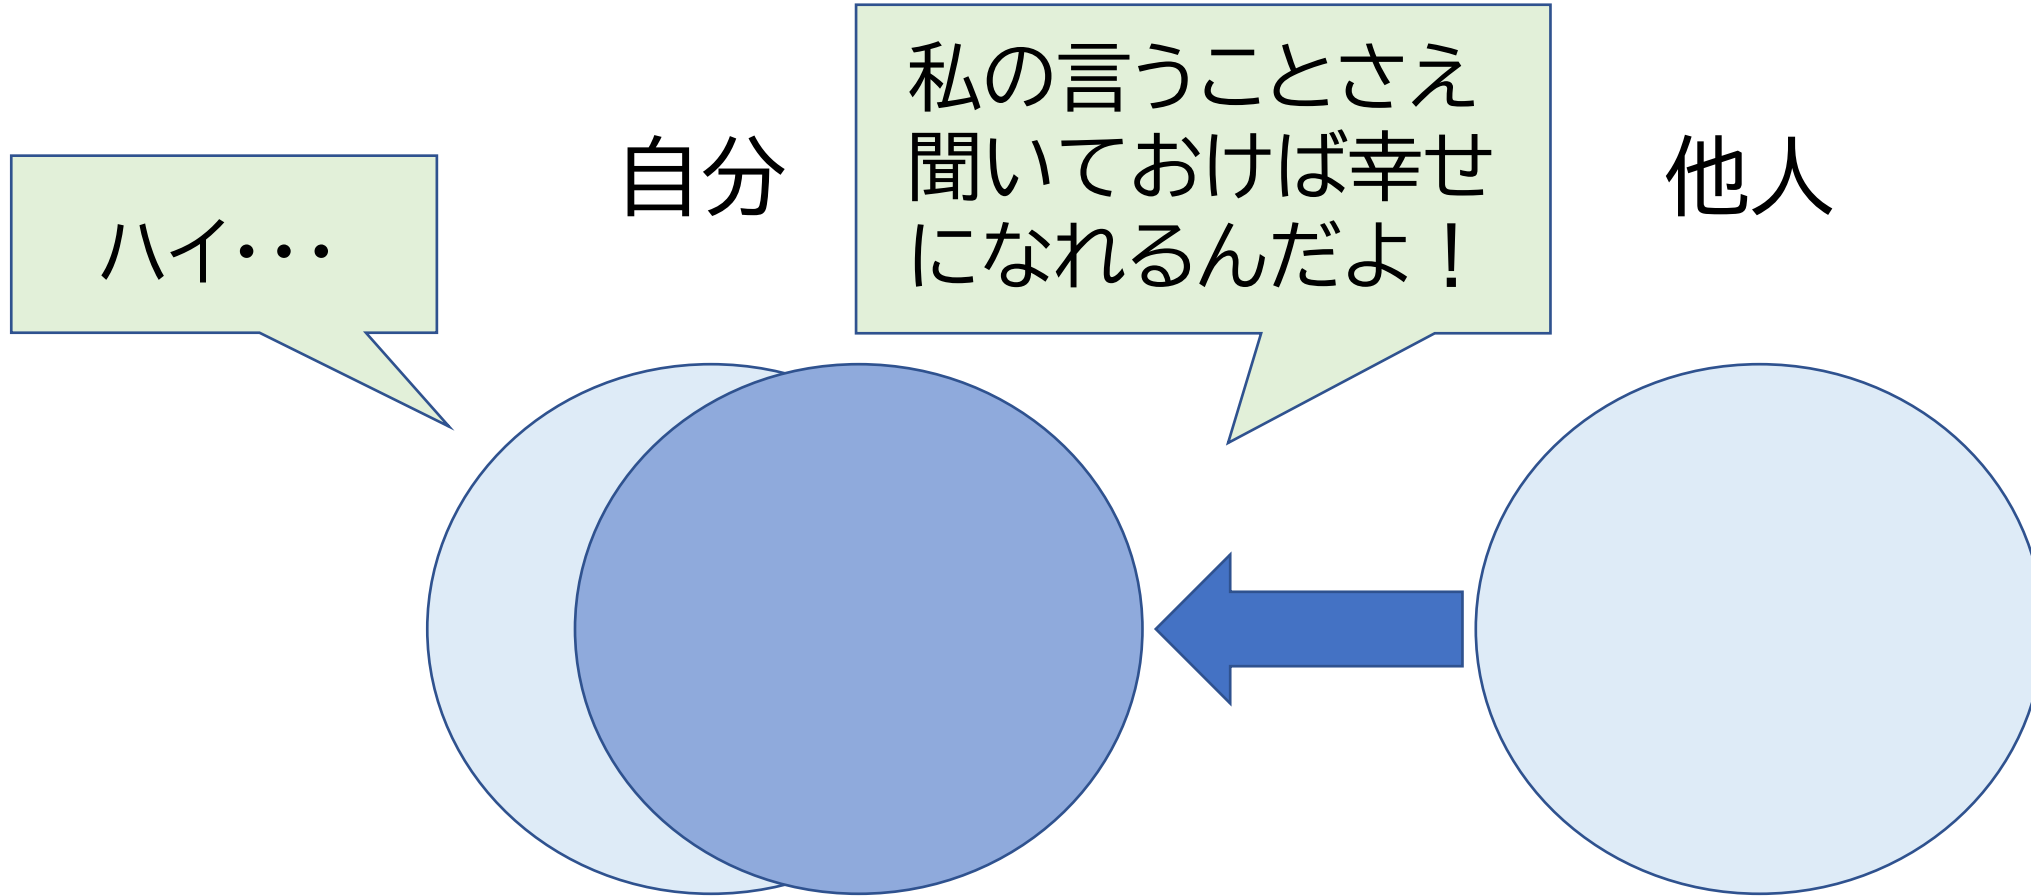 ハイ・・・
自分
私の言うことさえ
聞いておけば幸せ
になれるんだよ！
他人